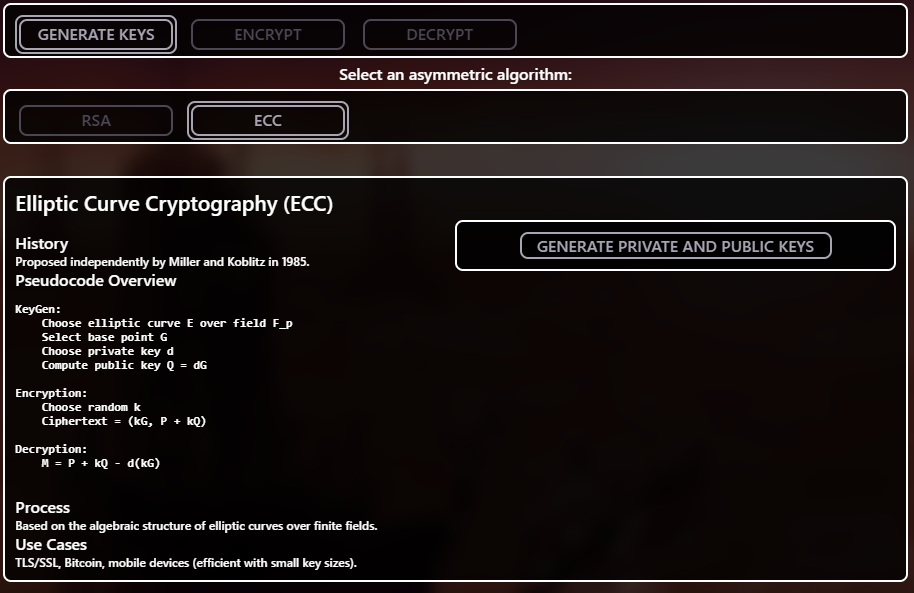 GENERATE KEYS
ENCRYPT
DECRYPT
Select an asymmetric algorithm:
RSA
ECC
Elliptic Curve Cryptography (ECC)
History
Proposed independently by Miller and Koblitz in 1985.
Pseudocode Overview
KeyGen:
    Choose elliptic curve E over field F_p
    Select base point G
    Choose private key d
    Compute public key Q = dG
Encryption:
    Choose random k
    Ciphertext = (kG, P + kQ)
Decryption:
    M = P + kQ - d(kG)
Process
Based on the algebraic structure of elliptic curves over finite fields.
Use Cases
TLS/SSL, Bitcoin, mobile devices (efficient with small key sizes).
GENERATE PRIVATE AND PUBLIC KEYS